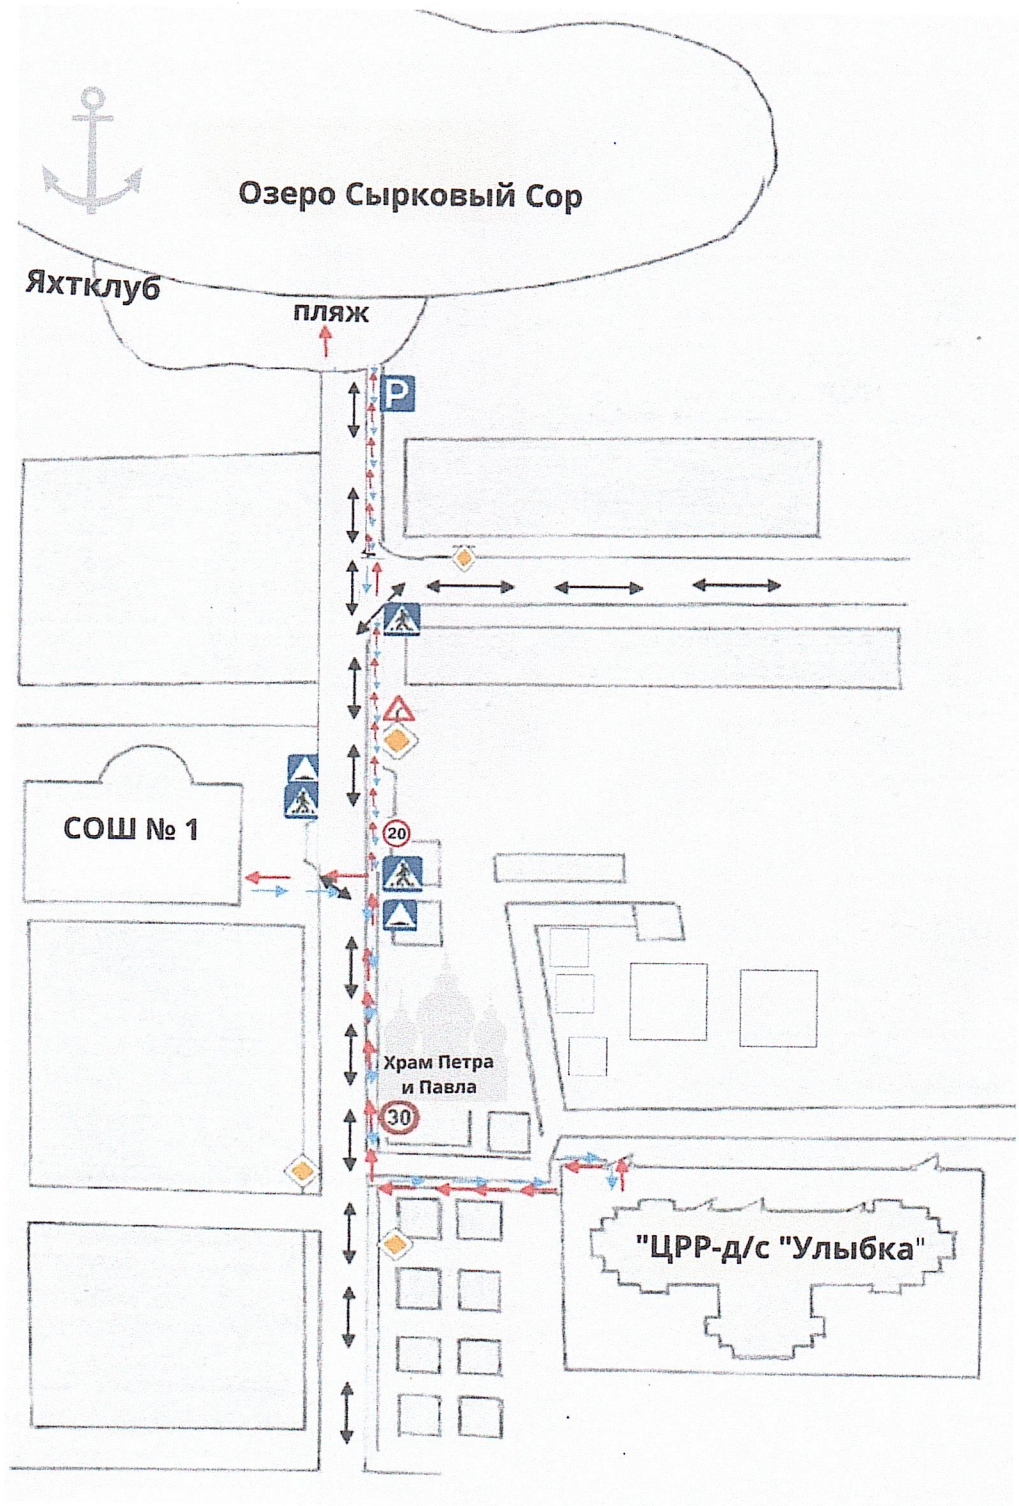 Озеро Сырковый Сор
Яхтклуб
пляж
P
20
СОШ № 1
Храм Петра
и Павла
30
"ЦРР-д/с "Улыбка"